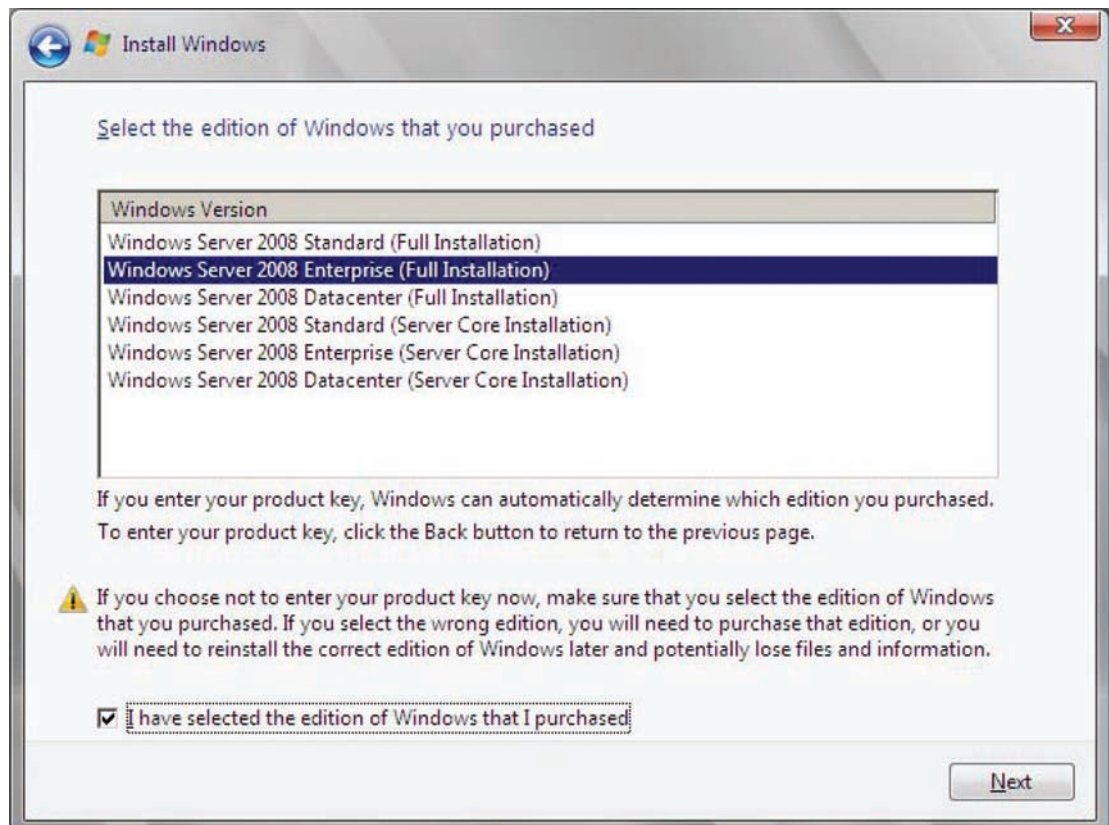 Install Windows
Select the edition of Windows that you purchased
Windows Version
Windows Server 2008 Standard (Full Installation)
Windows Server 2008 Enterprise (Full Installation)
Windows Server 2008 Datacenter (Full Installation)
Windows Server 2008 Standard (Server Core Installation)
Windows Server 2008 Enterprise (Server Core Installation)
Windows Server 2008 Datacenter (Server Core Installation)
If you enter your product key, Windows can automatically determine which edition you purchased.
To enter your product key, click the Back button to return to the previous page.
If you choose not to enter your product key now, make sure that you select the edition of Windows
that you purchased. If you select the wrong edition, you will need to purchase that edition, or you
will need to reinstall the correct edition of Windows later and potentially lose files and information.
I have selected the edition of Windows that I purchased
Next